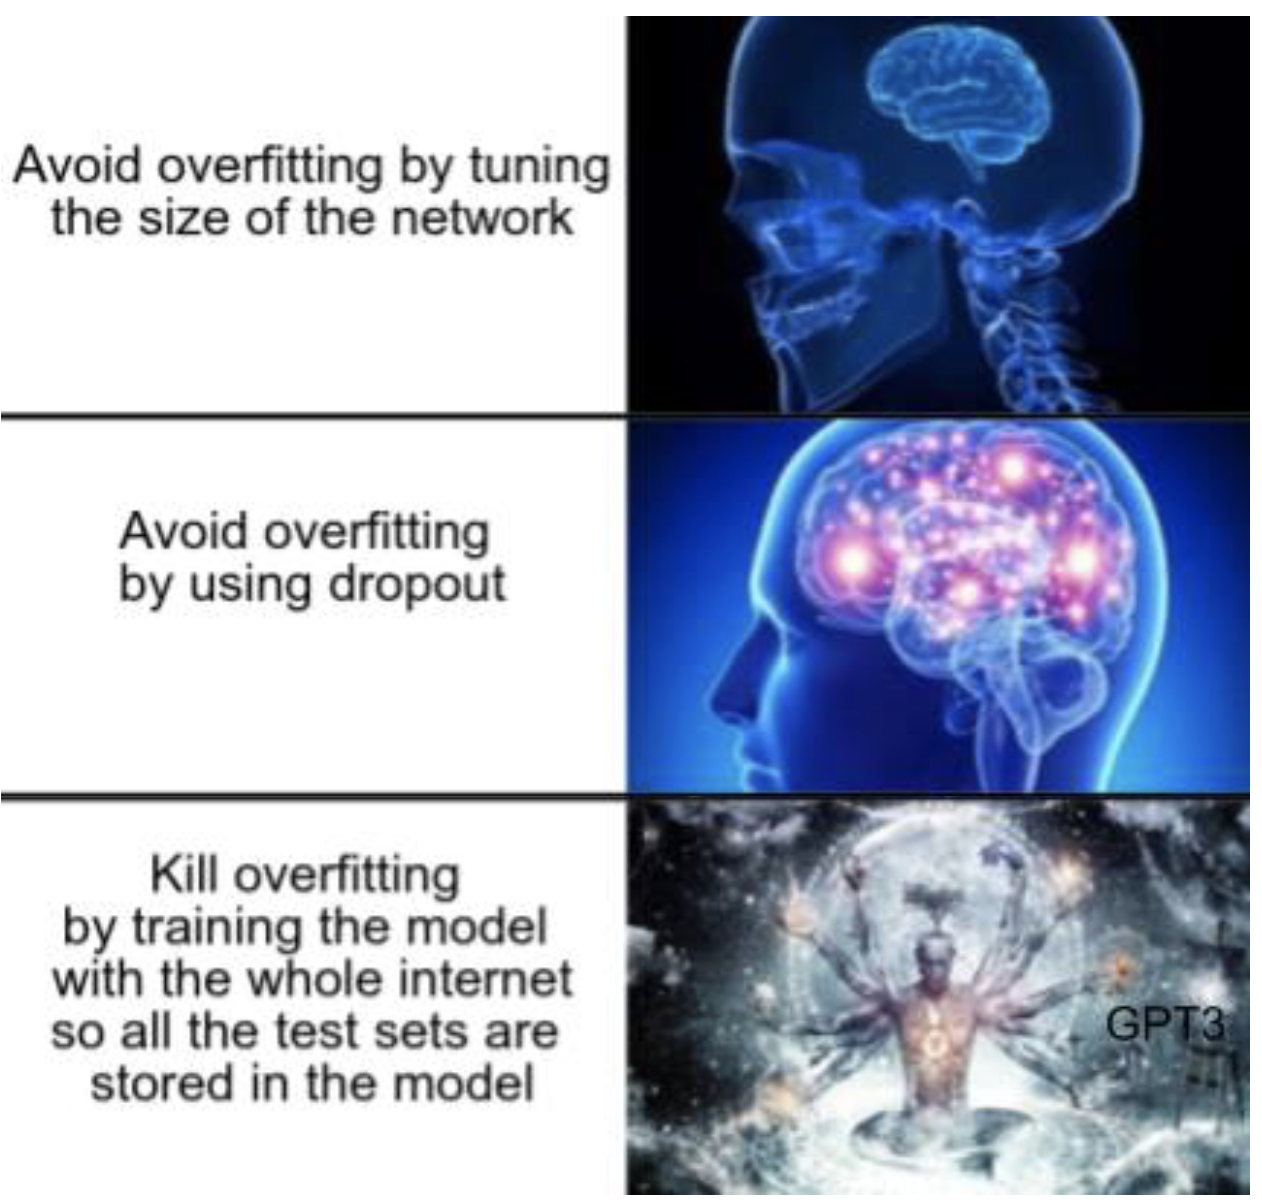 Avoid overfitting by tuning
the size of the network
Avoid overfitting
by using dropout
Kill overfitting
by training the model
with the whole internet
so all the test sets are
stored in the model
GPT3